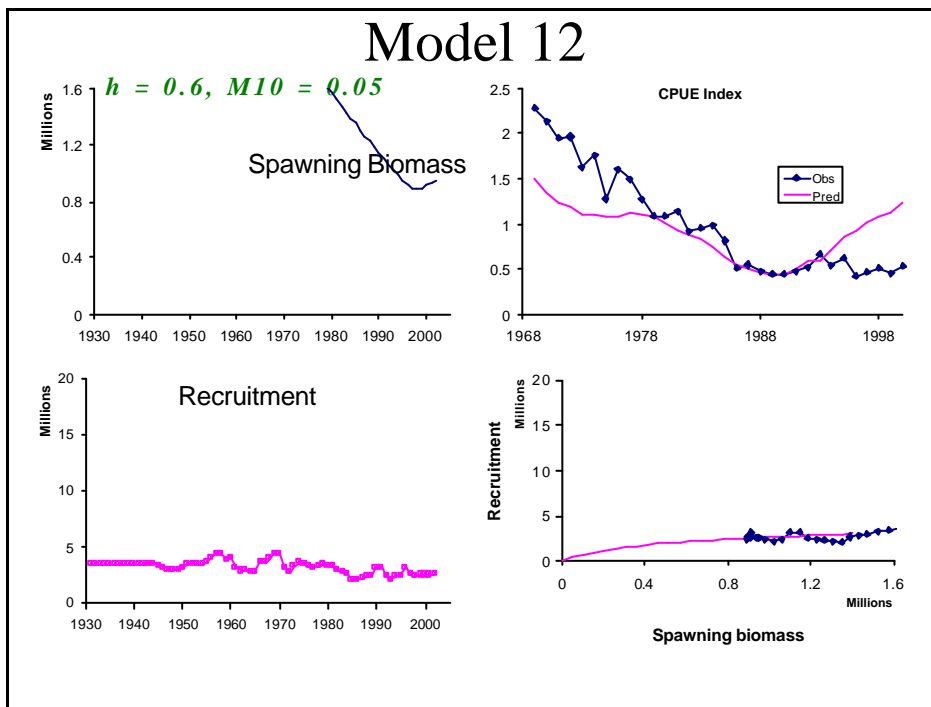 Model 12
h = 0.6, M10 = 0.05
Millions
1.6
1.2
0.8
0.4
0
Spawning Biomass
1930 1940 1950 1960 1970 1980 1990 2000
CPUE Index
2.5
2
1.5
1
0.5
0
Obs
Pred
1968 1978 1988 1998
Recruitment
Millions
20
15
10
5
0
1930 1940 1950 1960 1970 1980 1990 2000
Recruitment
Millions
20
15
10
5
0
0 0.4 0.8 1.2 1.6
Millions
Spawning biomass